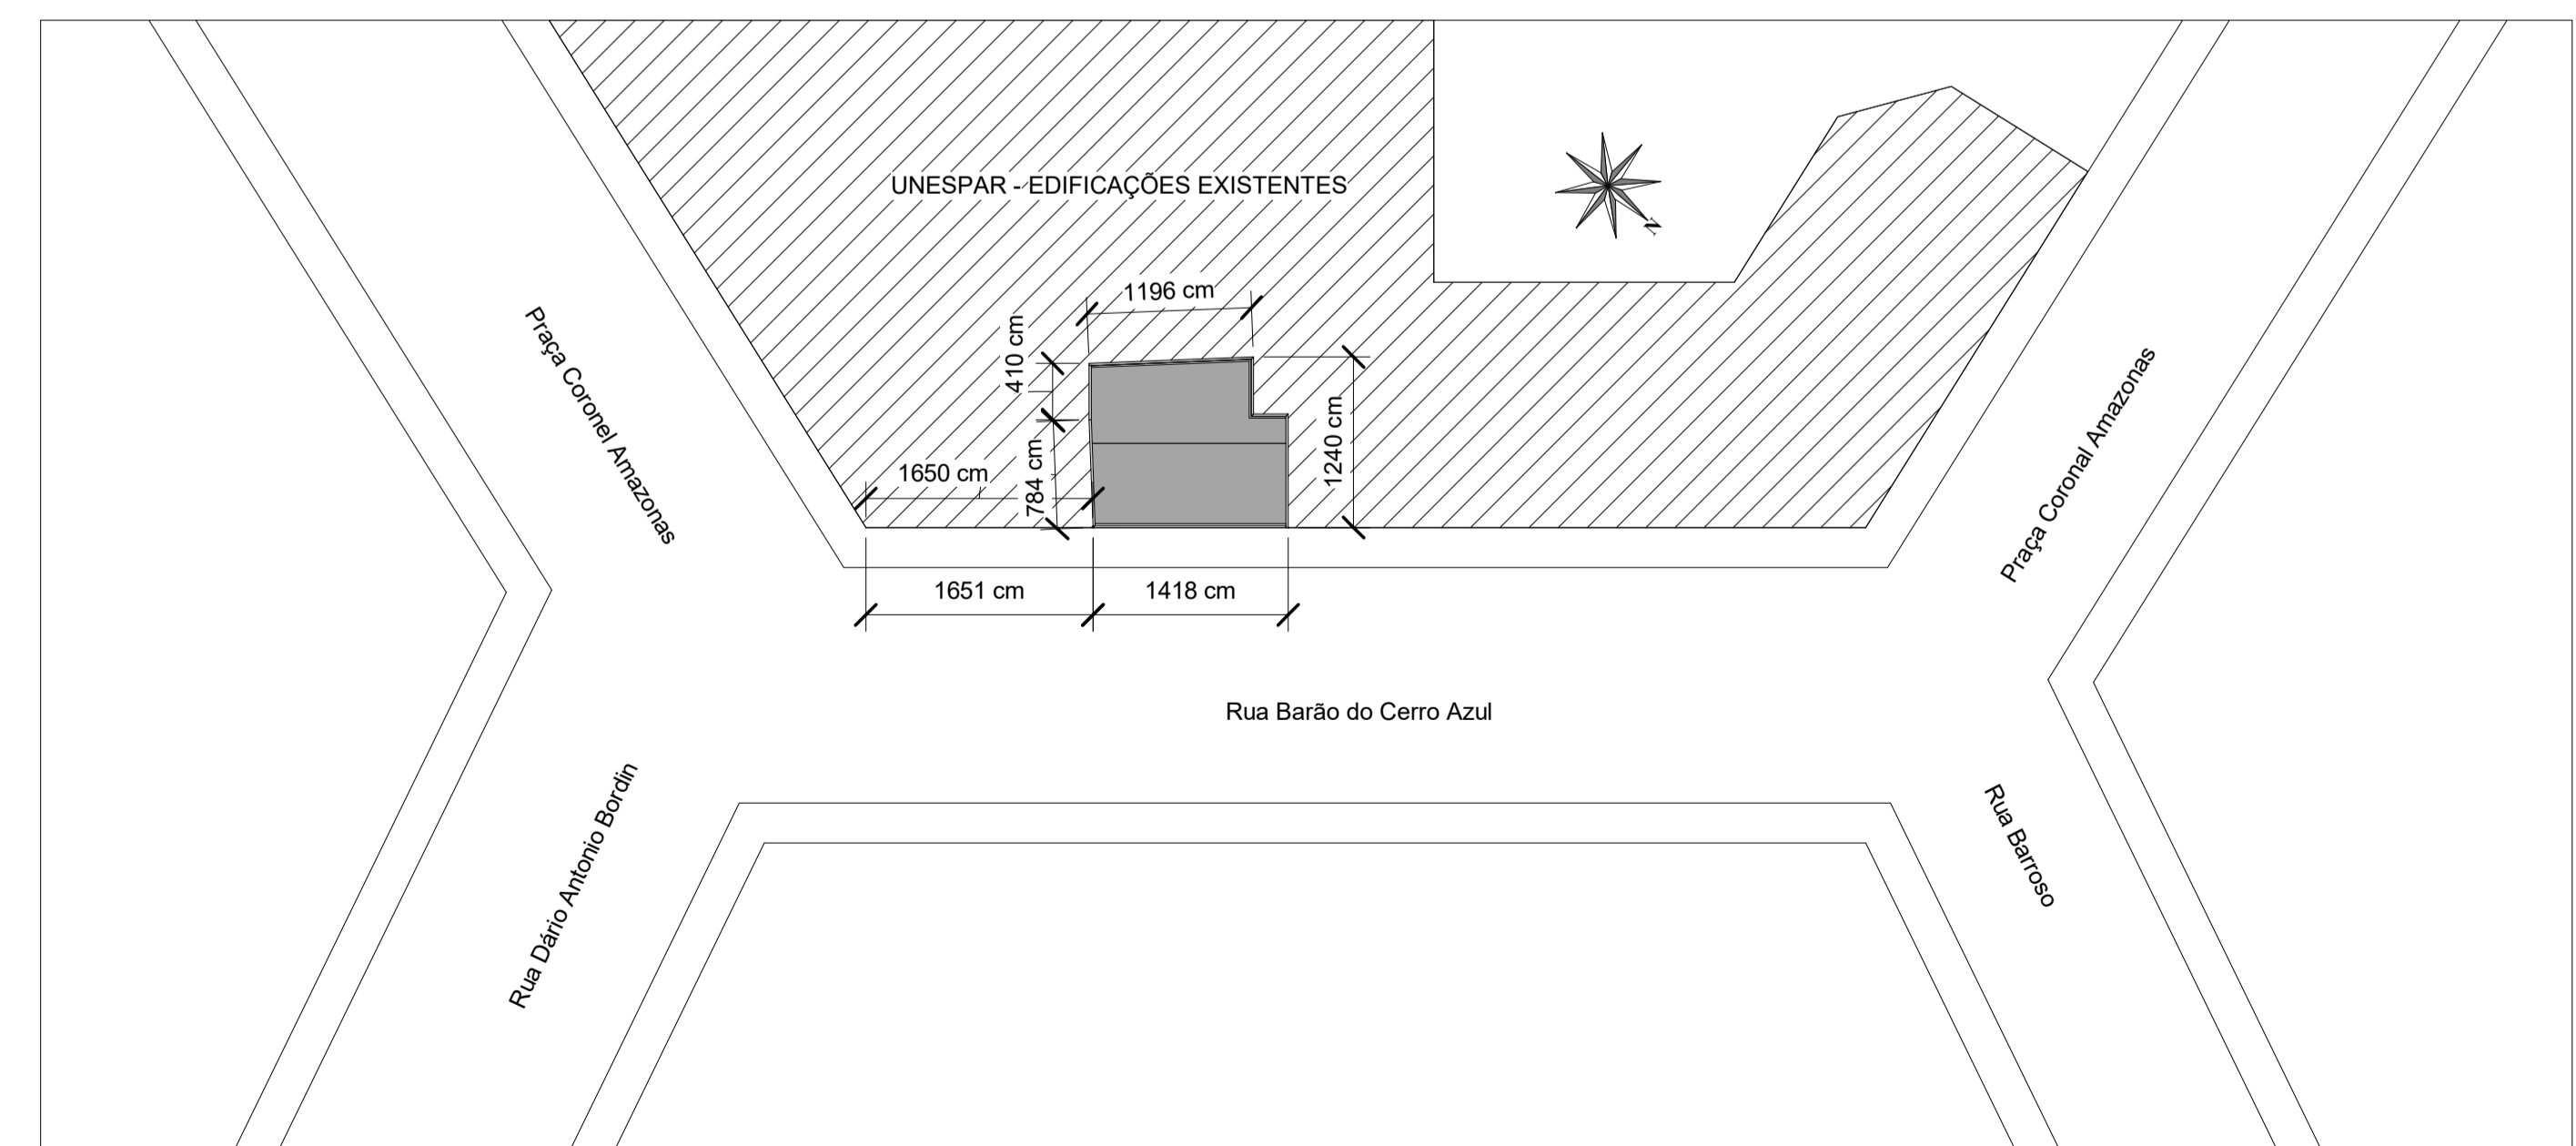 UNESPAR - EDIFICAÇÕES EXISTENTES
N
1196 cm
410 cm
Praça Coronel Amazonas
Praça Coronal Amazonas
1240 cm
1650 cm
784 cm
1651 cm
1418 cm
Rua Barão do Cerro Azul
Rua Dário Antonio Bordin
Rua Barroso